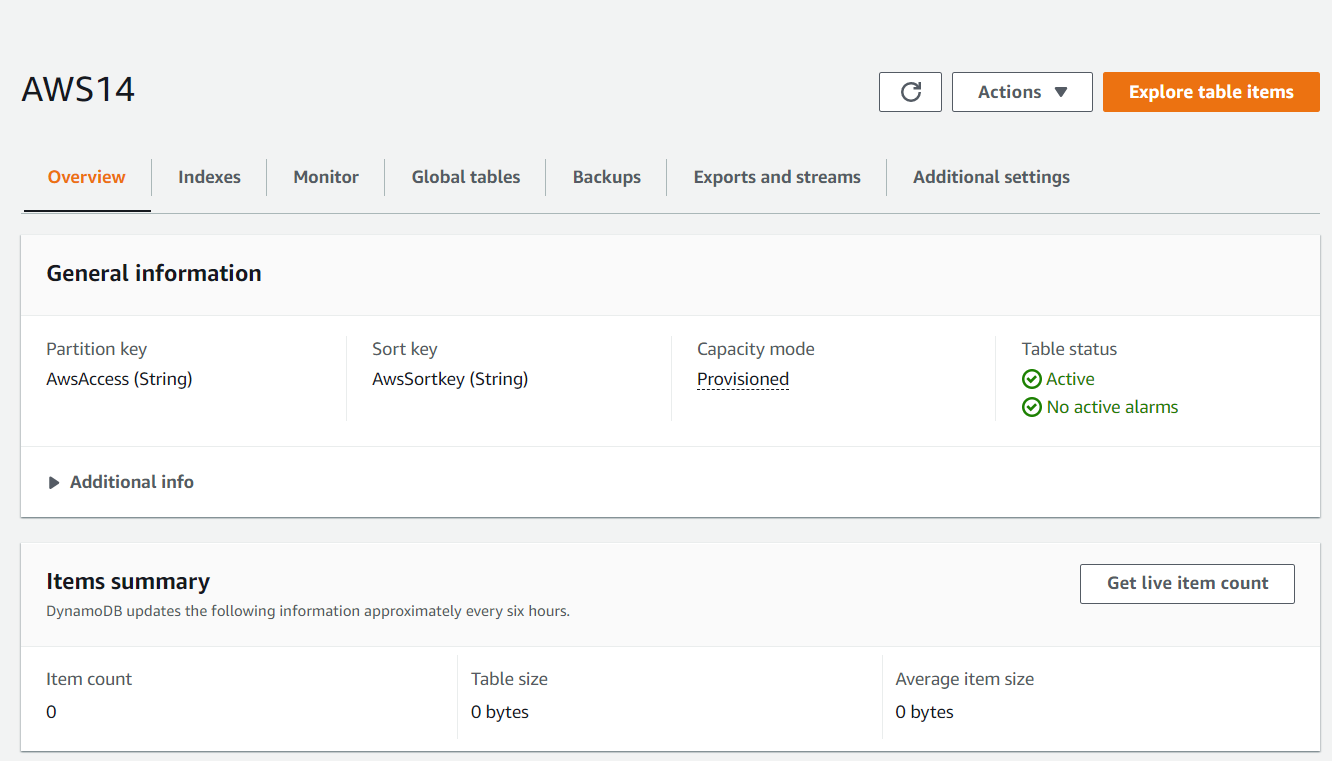 AWS14
Actions
Explore table items
Overview
Indexes
Monitor
Global tables
Backups
Exports and streams
Additional settings
General information
Partition key
AwsAccess (String)
Sort key
AwsSortkey (String)
Capacity mode
Provisioned
Table status
Active
No active alarms
Additional info
Items summary
Get live item count
DynamoDB updates the following information approximately every six hours.
Item count
0
Table size
0 bytes
Average item size
0 bytes